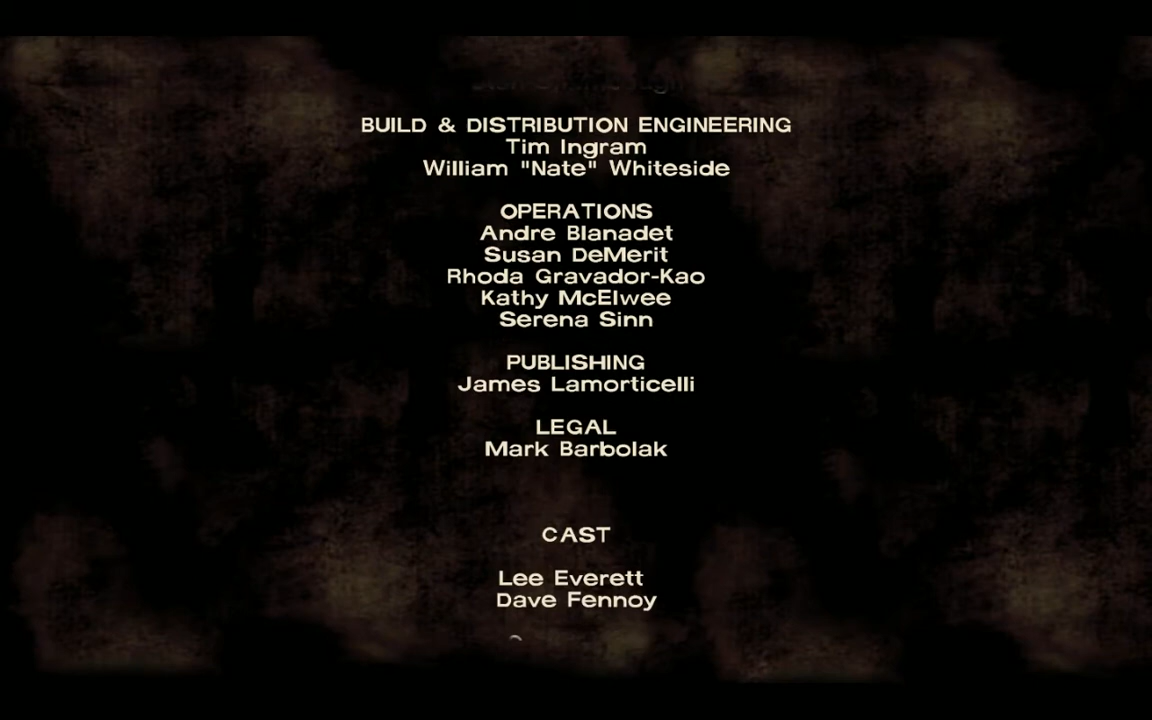 BUILD & DISTRIBUTION ENGINEERING
Tim Ingram
William "Nate" Whiteside
OPERATIONS
Andre Blanadet
Susan DeMerit
Rhoda Gravador-Kao
Kathy McElwee
Serena Sinn
PUBLISHING
James Lamorticelli
LEGAL
Mark Barbolak
CAST
Lee Everett
Dave Fennoy